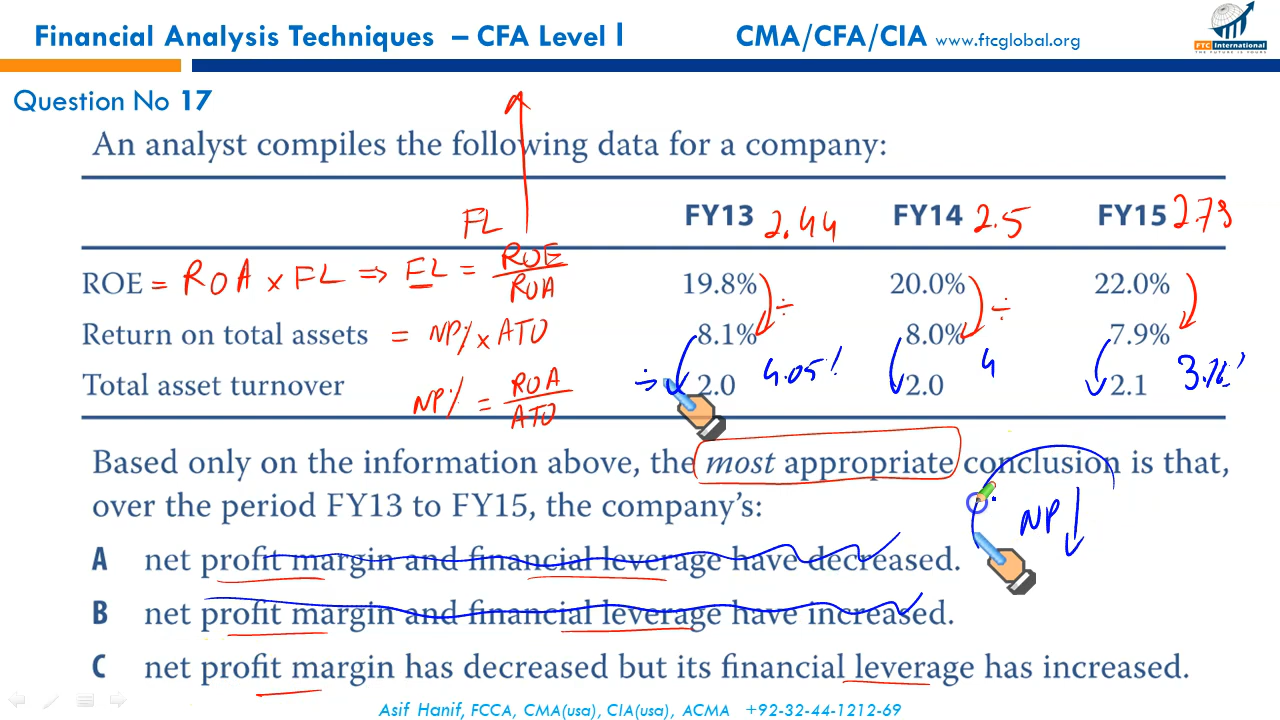 Financial Analysis Techniques – CFA Level I CMA/CFA/CIA www.ftcglobal.org
FTC International
Question No 17
An analyst compiles the following data for a company:
FL FY13 2.44 FY14 2.5 FY15 2.78
ROE = ROA x FL ⇒ FL = ROE/ROA 19.8% ÷ 20.0% ÷ 22.0%
Return on total assets = NP% x ATO 8.1% 8.0% 7.9%
Total asset turnover NP% = ROA/ATO ÷ 2.0 4.05% 2.0 4 2.1 3.76%
Based only on the information above, the most appropriate conclusion is that,
over the period FY13 to FY15, the company's:
NP ↓
A net profit margin and financial leverage have decreased.
B net profit margin and financial leverage have increased.
C net profit margin has decreased but its financial leverage has increased.
Asif Hanif, FCCA, CMA(usa), CIA(usa), ACMA +92-32-44-1212-69